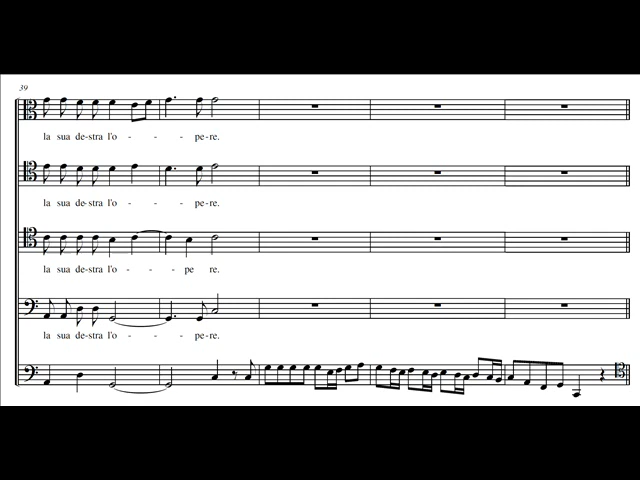 39
la sua de-stra l'o - - - pe-re.
la sua de-stra l'o - - - pe-re.
la sua de-stra l'o - - - pe re.
la sua de-stra l'o - - - pe-re.